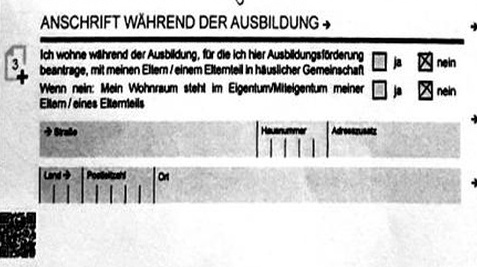 ANSCHRIFT WÄHREND DER AUSBILDUNG →
3
Ich wohne während der Ausbildung, für die ich hier Ausbildungsförderung
beantrage, mit meinen Eltern / einem Elternteil in häuslicher Gemeinschaft ja nein
Wenn nein: Mein Wohnraum steht im Eigentum/Miteigentum meiner ja nein
Eltern / eines Elternteils
→ Straße Hausnummer Adresszusatz
Land → Postleitzahl Ort